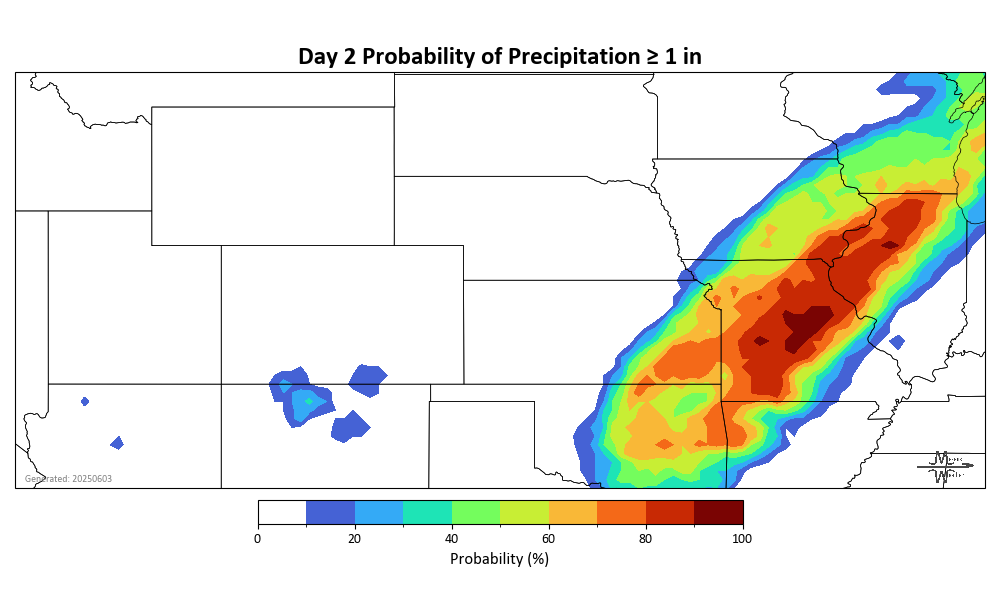 Day 2 Probability of Precipitation ≥ 1 in
Generated: 20250603
0 20 40 60 80 100
Probability (%)